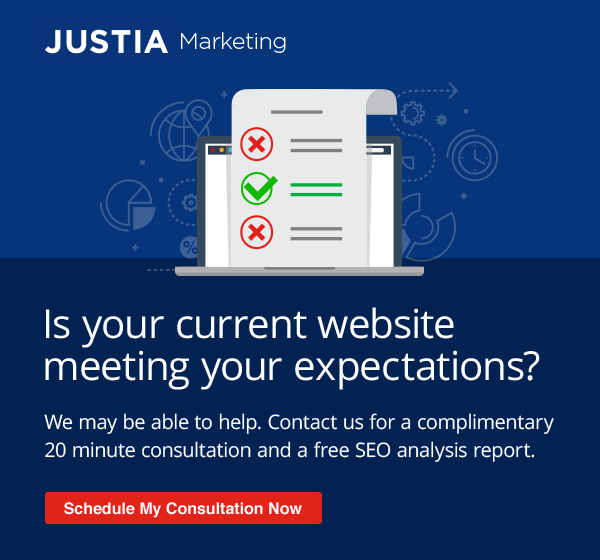 JUSTIA Marketing
%
Is your current website
meeting your expectations?
We may be able to help. Contact us for a complimentary
20 minute consultation and a free SEO analysis report.
Schedule My Consultation Now